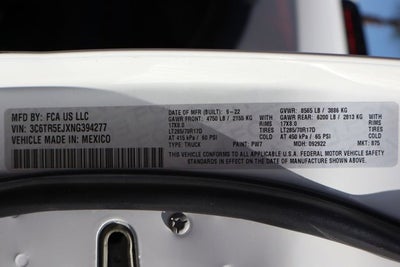 MFD BY: FCA US LLC
VIN: 3C6TR5EJXNG394277
VEHICLE MADE IN: MEXICO
DATE OF MFR (BUILT): 6-22 GVWR: 8565 LB / 3886 KG
GAWR FRONT: 4750 LB / 2155 KG WITH GAWR REAR: 6200 LB / 2813 KG WITH
17X8.0 RIMS 17X8.0 RIMS
LT285/70R17D TIRES LT285/70R17D TIRES
AT 415 kPa / 60 PSI COLD AT 450 kPa / 65 PSI COLD
THIS VEHICLE CONFORMS TO ALL APPLICABLE U.S.A. FEDERAL MOTOR VEHICLE SAFETY
STANDARDS IN EFFECT ON THE DATE OF MANUFACTURE SHOWN ABOVE.
TYPE: TRUCK PAINT: PW7 MDH: 092922 MKT: 875